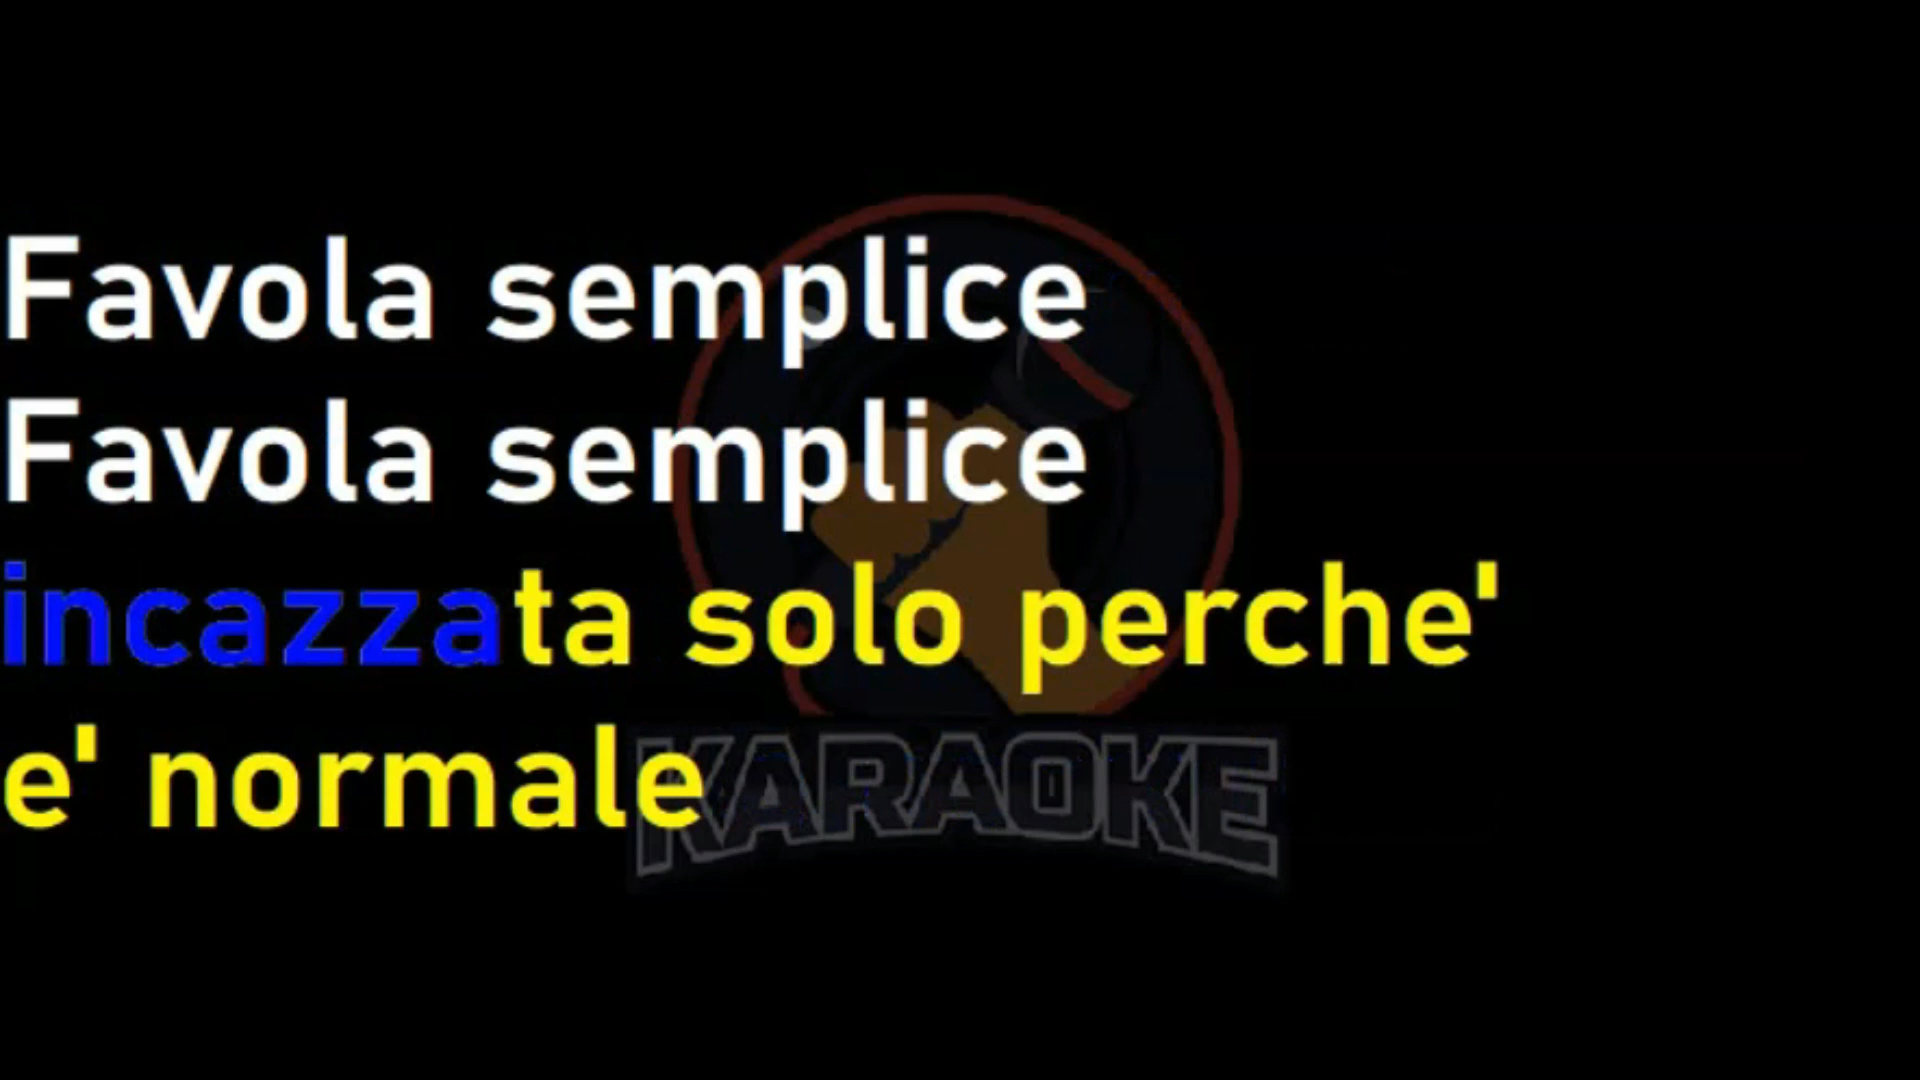 Favola semplice
Favola semplice
incazzata solo perche'
e' normale
KARAOKE